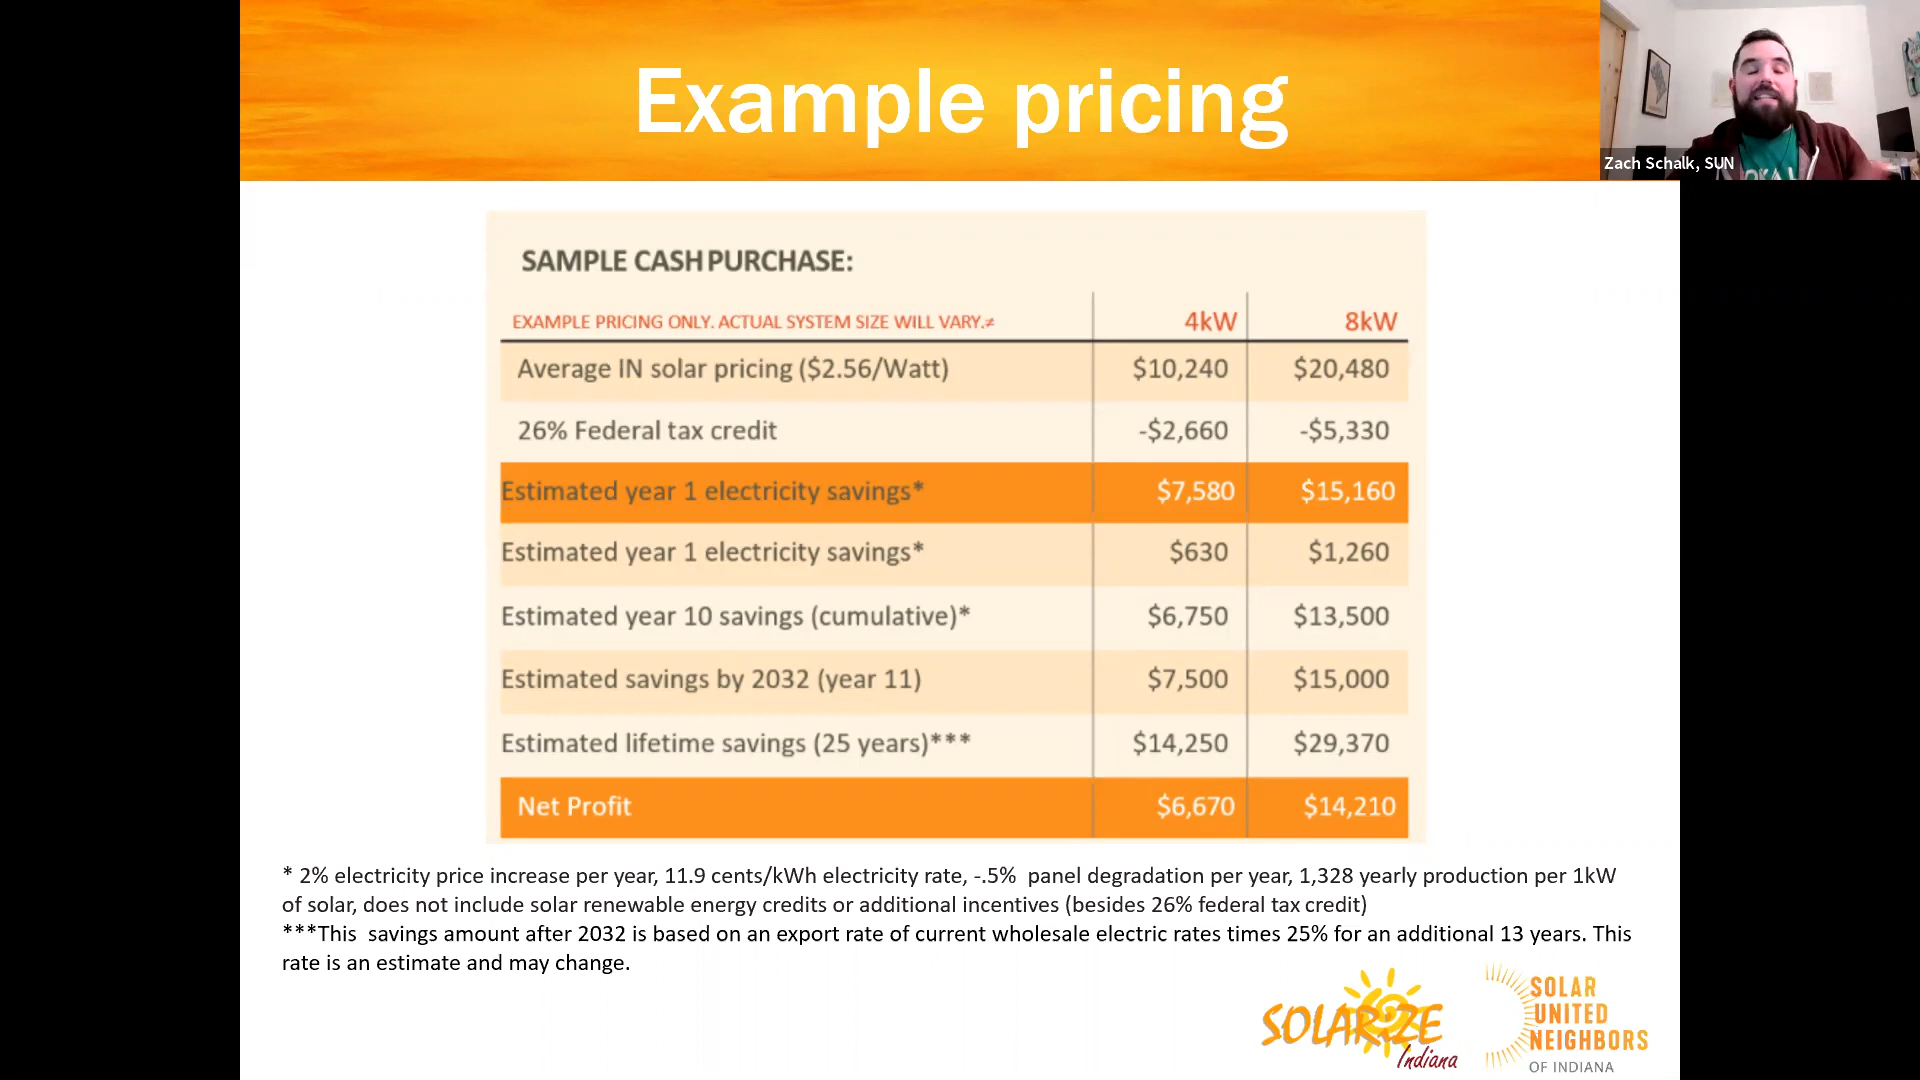 Example pricing
Zach Schalk, SUN
SAMPLE CASH PURCHASE:
EXAMPLE PRICING ONLY. ACTUAL SYSTEM SIZE WILL VARY.≠ 4kW 8kW
Average IN solar pricing ($2.56/Watt) $10,240 $20,480
26% Federal tax credit -$2,660 -$5,330
Estimated year 1 electricity savings* $7,580 $15,160
Estimated year 1 electricity savings* $630 $1,260
Estimated year 10 savings (cumulative)* $6,750 $13,500
Estimated savings by 2032 (year 11) $7,500 $15,000
Estimated lifetime savings (25 years)*** $14,250 $29,370
Net Profit $6,670 $14,210
* 2% electricity price increase per year, 11.9 cents/kWh electricity rate, -.5% panel degradation per year, 1,328 yearly production per 1kW
of solar, does not include solar renewable energy credits or additional incentives (besides 26% federal tax credit)
***This savings amount after 2032 is based on an export rate of current wholesale electric rates times 25% for an additional 13 years. This
rate is an estimate and may change.
SOLARIZE
Indiana
SOLAR
UNITED
NEIGHBORS
OF INDIANA